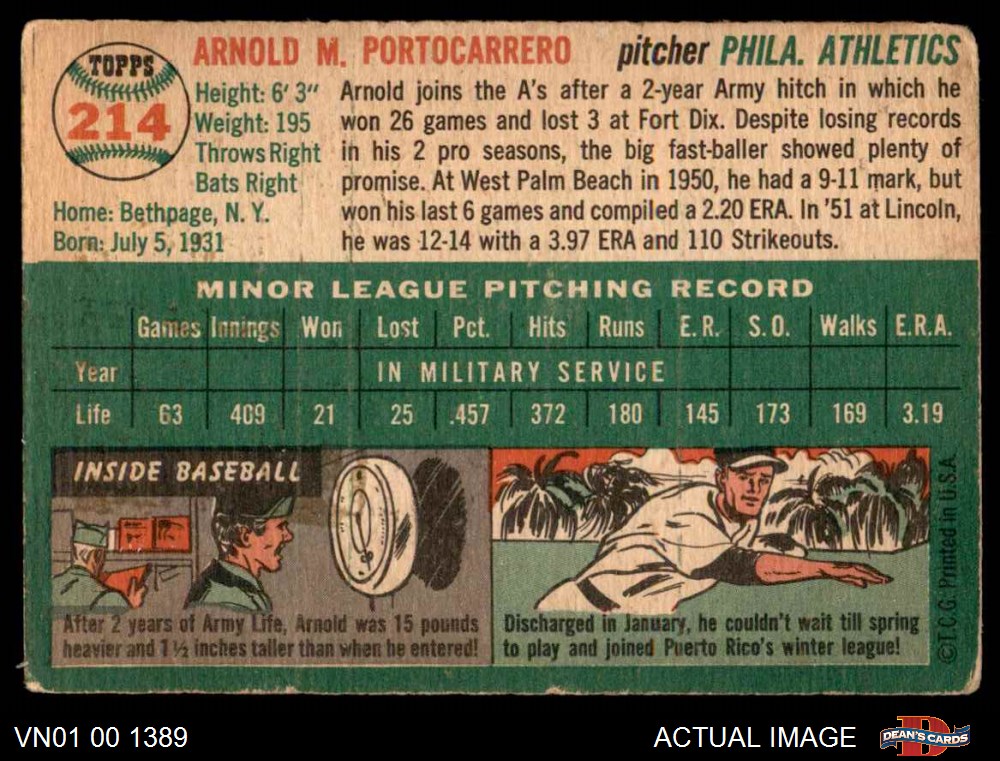 TOPPS
214
ARNOLD M. PORTOCARRERO pitcher PHILA. ATHLETICS
Height: 6' 3"
Weight: 195
Throws Right
Bats Right
Home: Bethpage, N. Y.
Born: July 5, 1931
Arnold joins the A's after a 2-year Army hitch in which he
won 26 games and lost 3 at Fort Dix. Despite losing records
in his 2 pro seasons, the big fast-baller showed plenty of
promise. At West Palm Beach in 1950, he had a 9-11 mark, but
won his last 6 games and compiled a 2.20 ERA. In '51 at Lincoln,
he was 12-14 with a 3.97 ERA and 110 Strikeouts.
MINOR LEAGUE PITCHING RECORD
Games Innings Won Lost Pct. Hits Runs E.R. S.O. Walks E.R.A.
Year IN MILITARY SERVICE
Life 63 409 21 25 .457 372 180 145 173 169 3.19
INSIDE BASEBALL
After 2 years of Army Life, Arnold was 15 pounds
heavier and 1½ inches taller than when he entered!
Discharged in January, he couldn't wait till spring
to play and joined Puerto Rico's winter league!
©T.C.G. Printed in U.S.A.
VN01 00 1389 ACTUAL IMAGE
D
DEAN'S CARDS